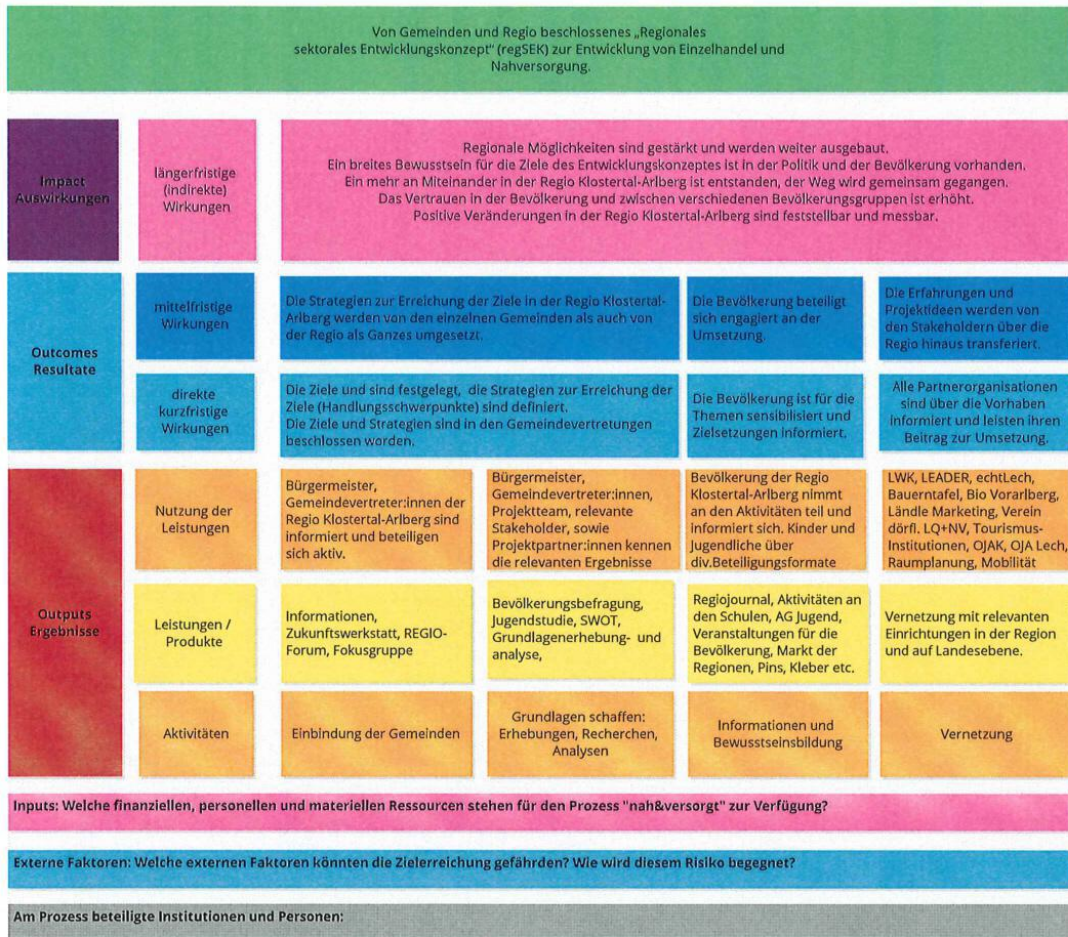 Von Gemeinden und Regio beschlossenes „Regionales
sektorales Entwicklungskonzept" (regSEK) zur Entwicklung von Einzelhandel und
Nahversorgung.
Impact
Auswirkungen
längerfristige
(indirekte)
Wirkungen
Regionale Möglichkeiten sind gestärkt und werden weiter ausgebaut.
Ein breites Bewusstsein für die Ziele des Entwicklungskonzeptes ist in der Politik und der Bevölkerung vorhanden.
Ein mehr an Miteinander in der Regio Klostertal-Arlberg ist entstanden, der Weg wird gemeinsam gegangen.
Das Vertrauen in der Bevölkerung und zwischen verschiedenen Bevölkerungsgruppen ist erhöht.
Positive Veränderungen in der Regio Klostertal-Arlberg sind feststellbar und messbar.
Outcomes
Resultate
mittelfristige
Wirkungen
Die Strategien zur Erreichung der Ziele in der Regio Klostertal-
Arlberg werden von den einzelnen Gemeinden als auch von
der Regio als Ganzes umgesetzt.
Die Bevölkerung beteiligt
sich engagiert an der
Umsetzung.
Die Erfahrungen und
Projektideen werden von
den Stakeholdern über die
Regio hinaus transferiert.
direkte
kurzfristige
Wirkungen
Die Ziele und sind festgelegt, die Strategien zur Erreichung der
Ziele (Handlungsschwerpunkte) sind definiert.
Die Ziele und Strategien sind in den Gemeindevertretungen
beschlossen worden.
Die Bevölkerung ist für die
Themen sensibilisiert und
Zielsetzungen informiert.
Alle Partnerorganisationen
sind über die Vorhaben
informiert und leisten ihren
Beitrag zur Umsetzung.
Outputs
Ergebnisse
Nutzung der
Leistungen
Bürgermeister,
Gemeindevertreter:innen der
Regio Klostertal-Arlberg sind
informiert und beteiligen
sich aktiv.
Bürgermeister,
Gemeindevertreter:innen,
Projektteam, relevante
Stakeholder, sowie
Projektpartner:innen kennen
die relevanten Ergebnisse
Bevölkerung der Regio
Klostertal-Arlberg nimmt
an den Aktivitäten teil und
informiert sich. Kinder und
Jugendliche über
div.Beteiligungsformate
LWK, LEADER, echtLech,
Bauerntafel, Bio Vorarlberg,
Ländle Marketing, Verein
dörfl. LQ+NV, Tourismus-
Institutionen, OJAK, OJA Lech,
Raumplanung, Mobilität
Leistungen /
Produkte
Informationen,
Zukunftswerkstatt, REGIO-
Forum, Fokusgruppe
Bevölkerungsbefragung,
Jugendstudie, SWOT,
Grundlagenerhebung- und
analyse,
Regiojournal, Aktivitäten an
den Schulen, AG Jugend,
Veranstaltungen für die
Bevölkerung, Markt der
Regionen, Pins, Kleber etc.
Vernetzung mit relevanten
Einrichtungen in der Region
und auf Landesebene.
Aktivitäten
Einbindung der Gemeinden
Grundlagen schaffen:
Erhebungen, Recherchen,
Analysen
Informationen und
Bewusstseinsbildung
Vernetzung
Inputs: Welche finanziellen, personellen und materiellen Ressourcen stehen für den Prozess "nah&versorgt" zur Verfügung?
Externe Faktoren: Welche externen Faktoren könnten die Zielerreichung gefährden? Wie wird diesem Risiko begegnet?
Am Prozess beteiligte Institutionen und Personen: